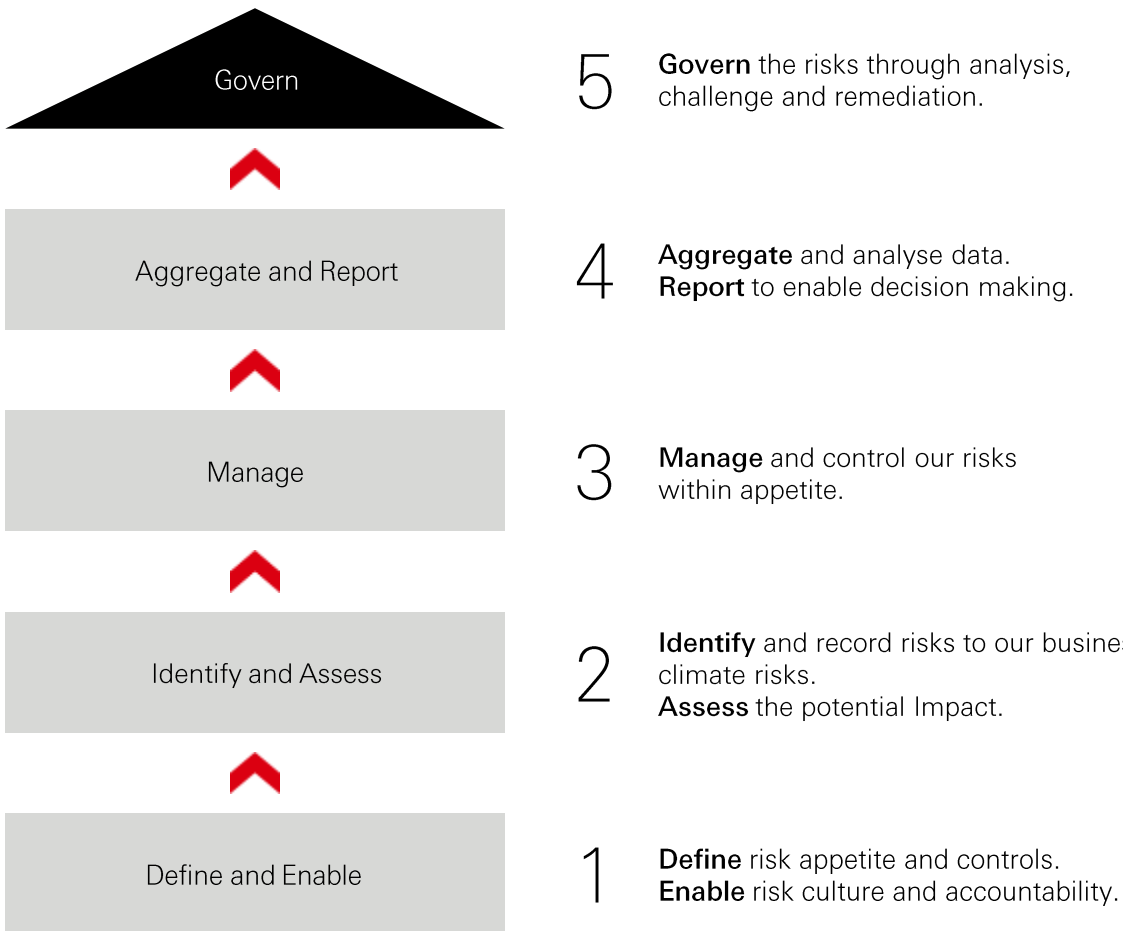 Govern
5
Govern the risks through analysis,
challenge and remediation.
Aggregate and Report
4
Aggregate and analyse data.
Report to enable decision making.
Manage
3
Manage and control our risks
within appetite.
Identify and Assess
2
Identify and record risks to our
climate risks.
Assess the potential Impact.
Define and Enable
1
Define risk appetite and controls.
Enable risk culture and accountability.